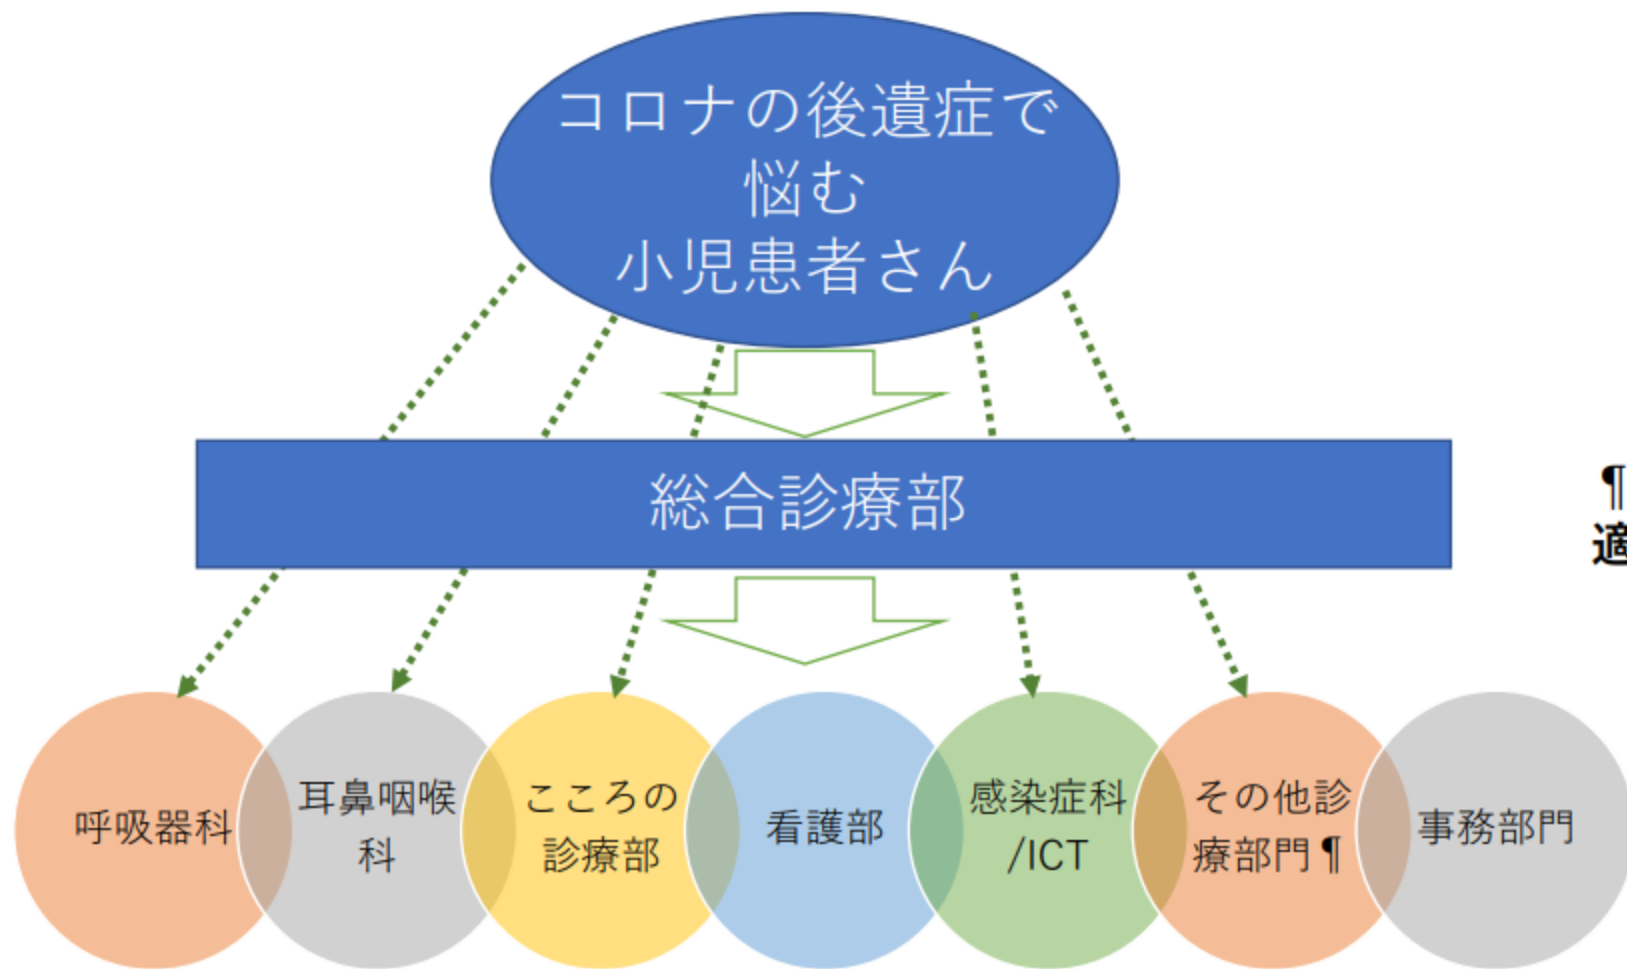 コロナの後遺症で
悩む
小児患者さん
総合診療部
¶
適
呼吸器科
耳鼻咽喉
科
こころの
診療部
看護部
感染症科
/ICT
その他診
療部門¶
事務部門